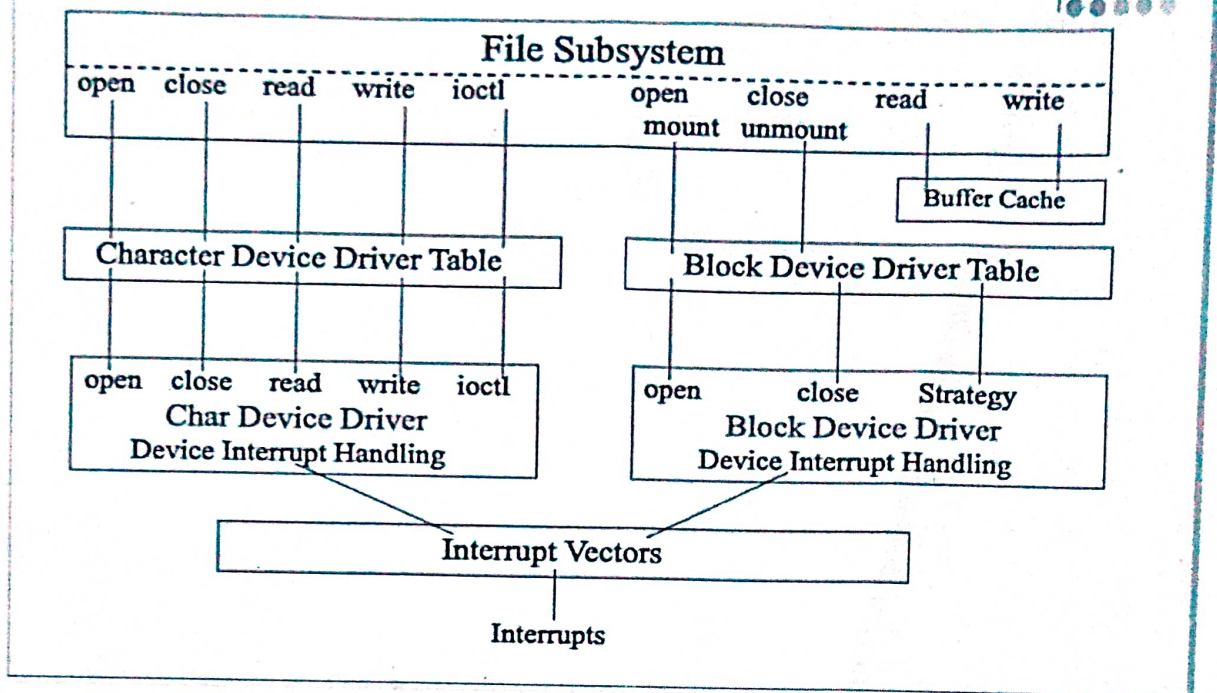 File Subsystem
open close read write ioctl open close read write
mount unmount
Buffer Cache
Character Device Driver Table Block Device Driver Table
open close read write ioctl open close Strategy
Char Device Driver Block Device Driver
Device Interrupt Handling Device Interrupt Handling
Interrupt Vectors
Interrupts